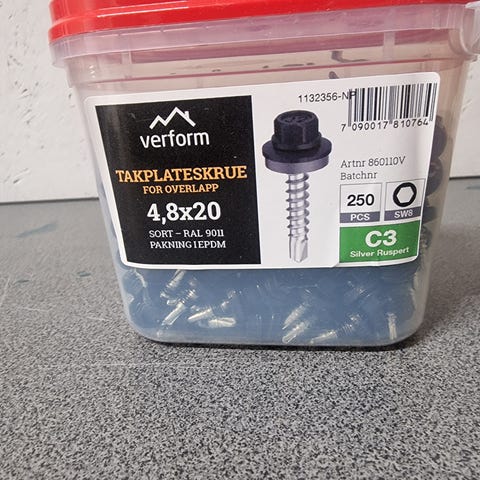 verform
TAKPLATESKRUE
FOR OVERLAPP
4,8x20
SORT – RAL 9011
PAKNING I EPDM
1132356-NP
7 090017 810764
Artnr 860110V
Batchnr
250
PCS
SW8
C3
Silver Ruspert